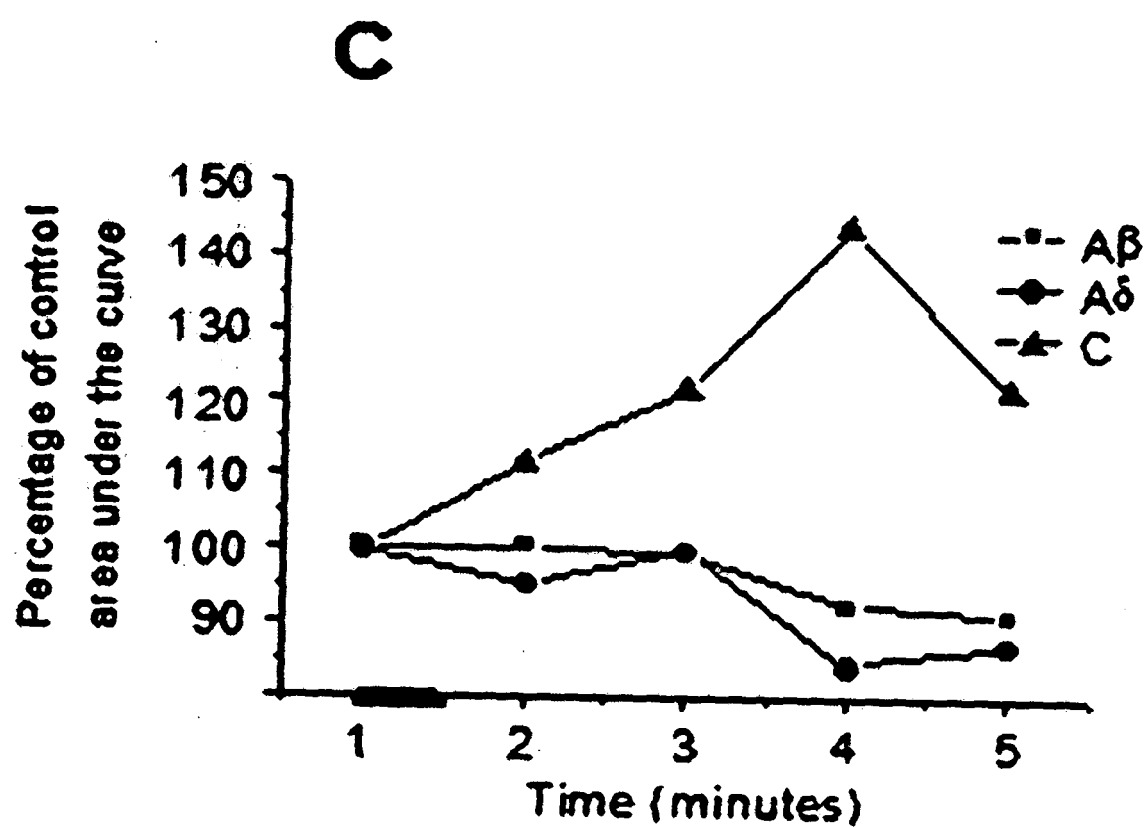 C
Percentage of control
area under the curve
150
140
130
120
110
100
90
1 2 3 4 5
Time (minutes)
Aβ
Aδ
C